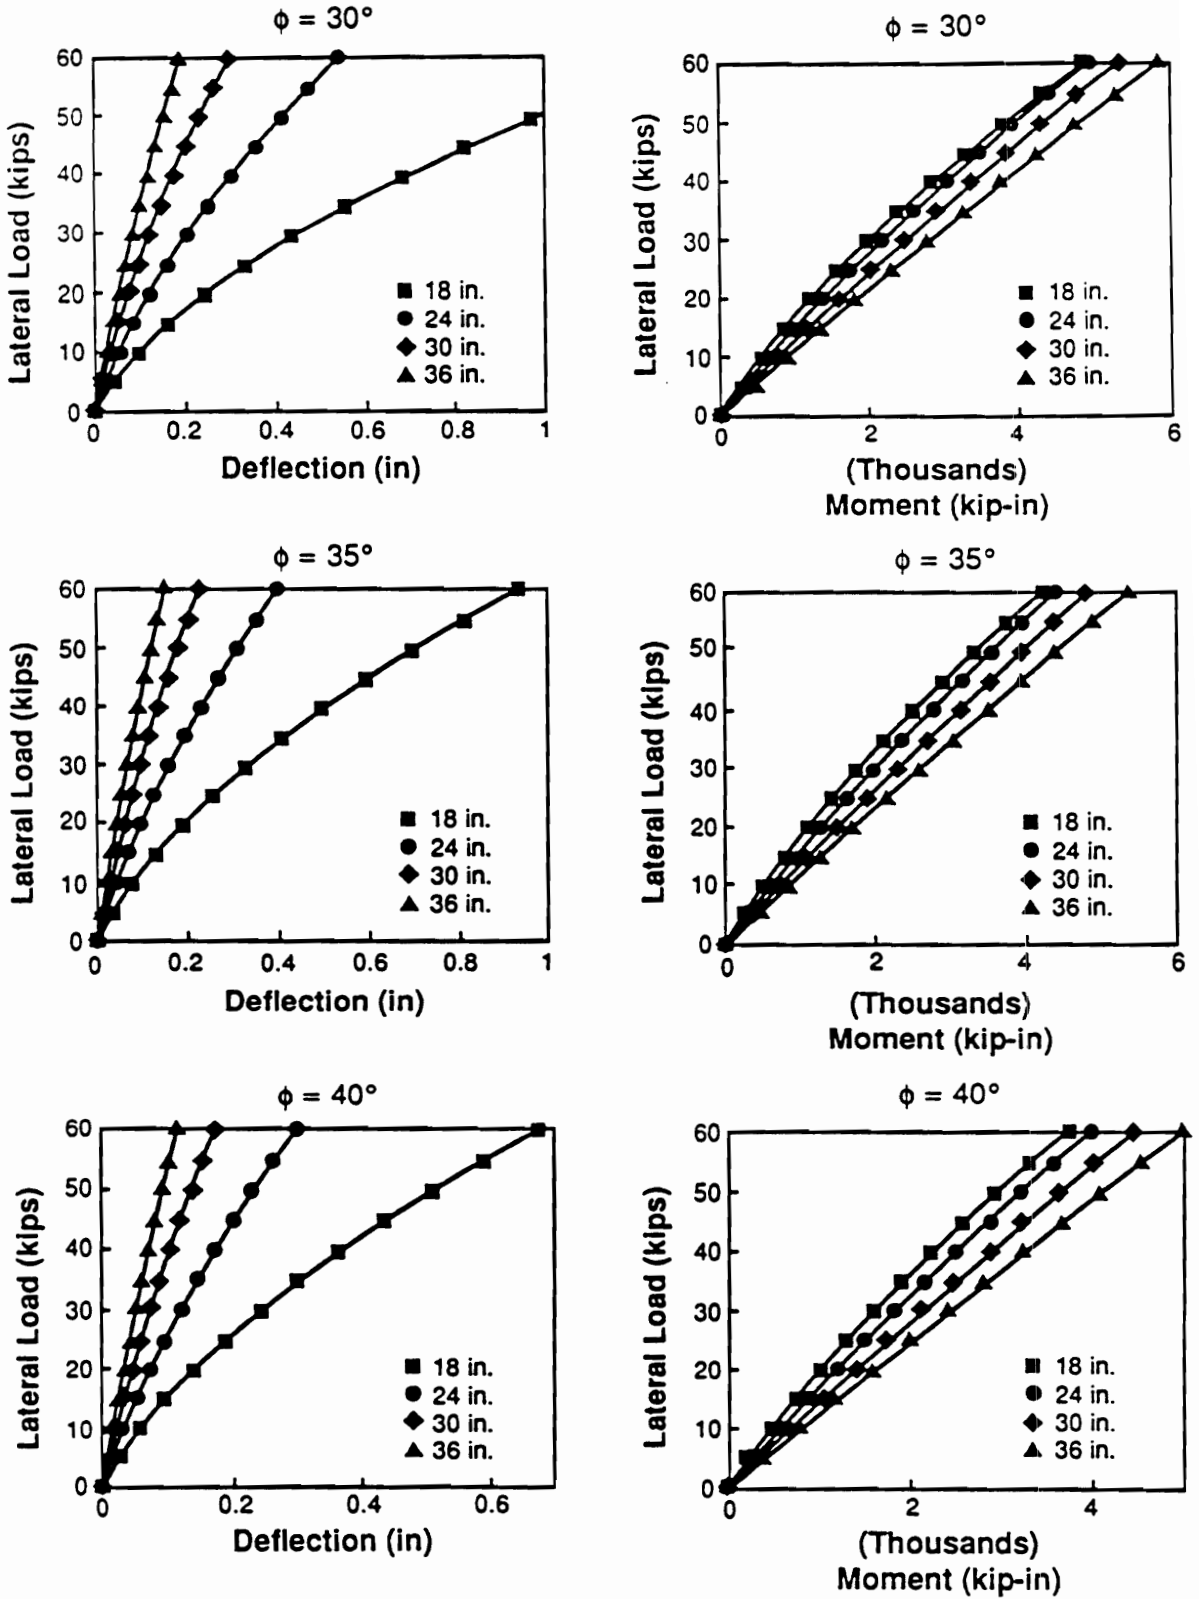 ϕ = 30°
60
50
40
30
20
10
0
Lateral Load (kips)
18 in.
24 in.
30 in.
36 in.
0 0.2 0.4 0.6 0.8 1
Deflection (in)
ϕ = 30°
60
50
40
30
20
10
0
Lateral Load (kips)
18 in.
24 in.
30 in.
36 in.
0 2 4 6
(Thousands)
Moment (kip-in)
ϕ = 35°
60
50
40
30
20
10
0
Lateral Load (kips)
18 in.
24 in.
30 in.
36 in.
0 0.2 0.4 0.6 0.8 1
Deflection (in)
ϕ = 35°
60
50
40
30
20
10
0
Lateral Load (kips)
18 in.
24 in.
30 in.
36 in.
0 2 4 6
(Thousands)
Moment (kip-in)
ϕ = 40°
60
50
40
30
20
10
0
Lateral Load (kips)
18 in.
24 in.
30 in.
36 in.
0 0.2 0.4 0.6
Deflection (in)
ϕ = 40°
60
50
40
30
20
10
0
Lateral Load (kips)
18 in.
24 in.
30 in.
36 in.
0 2 4
(Thousands)
Moment (kip-in)